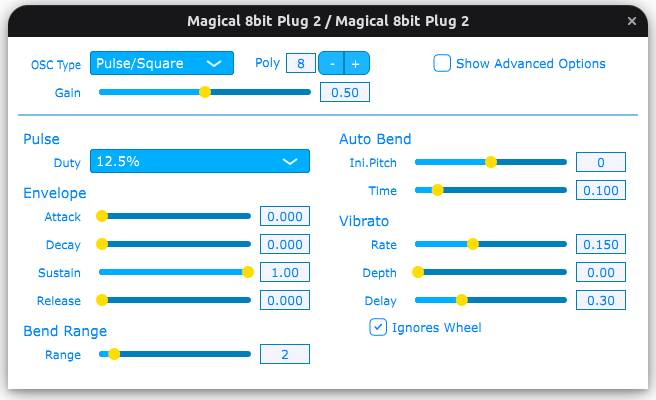 Magical 8bit Plug 2 / Magical 8bit Plug 2
OSC Type Pulse/Square Poly 8 - + Show Advanced Options
Gain 0.50
Pulse
Duty 12.5%
Envelope
Attack 0.000
Decay 0.000
Sustain 1.00
Release 0.000
Bend Range
Range 2
Auto Bend
Ini.Pitch 0
Time 0.100
Vibrato
Rate 0.150
Depth 0.00
Delay 0.30
Ignores Wheel